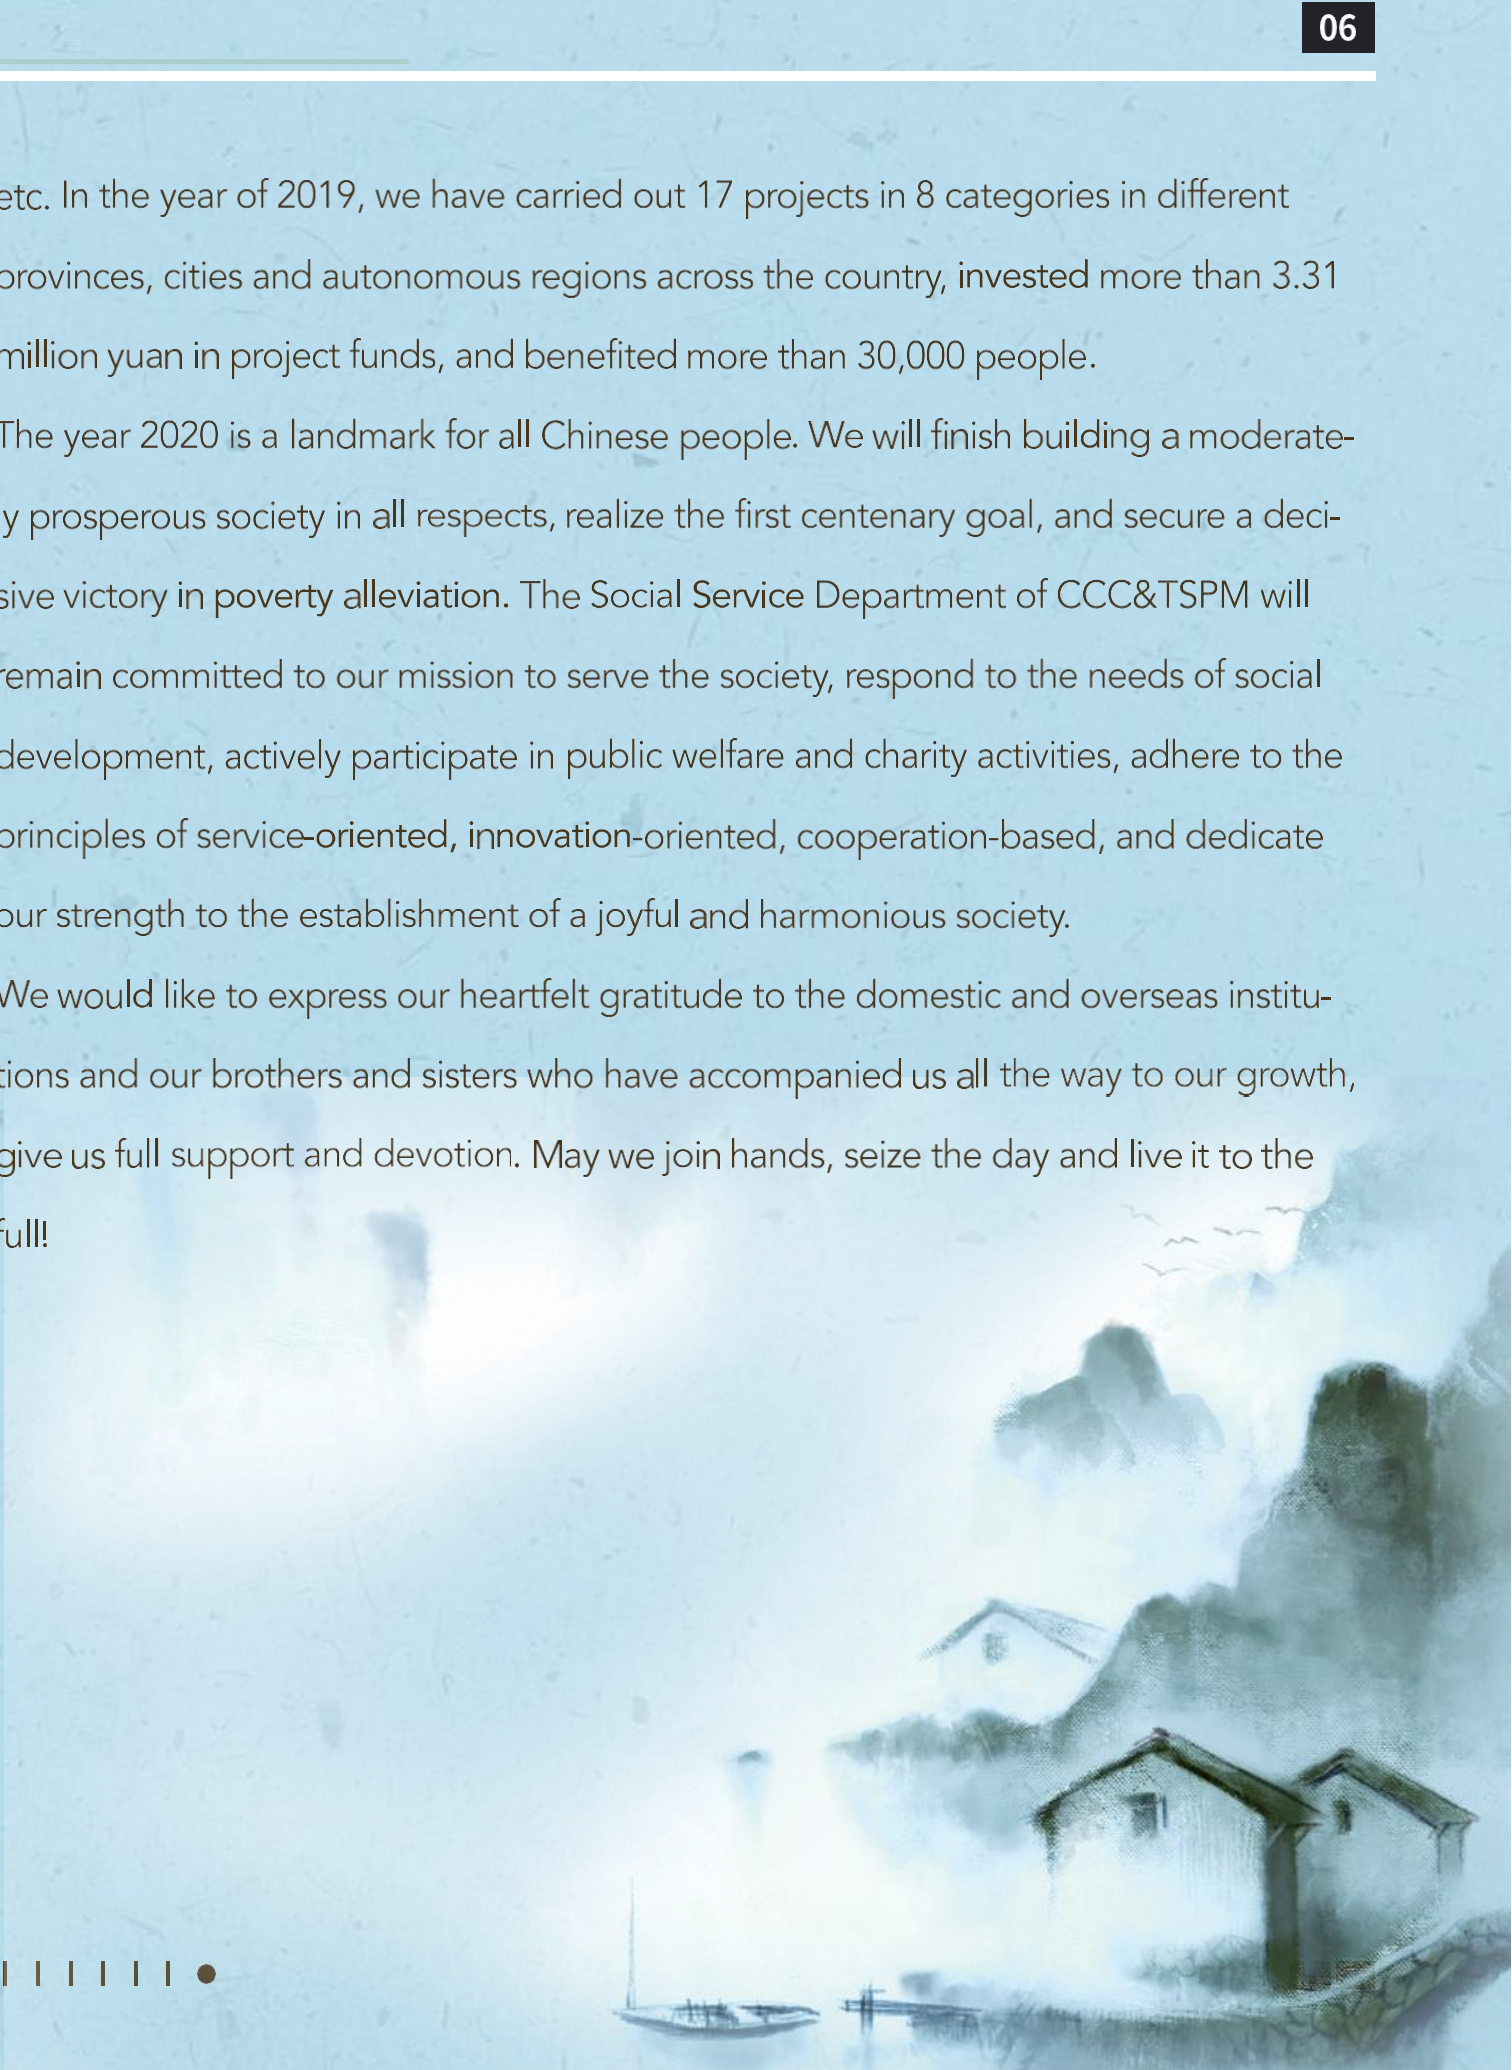 06
etc. In the year of 2019, we have carried out 17 projects in 8 categories in different
provinces, cities and autonomous regions across the country, invested more than 3.31
million yuan in project funds, and benefited more than 30,000 people.
The year 2020 is a landmark for all Chinese people. We will finish building a moderate-
ly prosperous society in all respects, realize the first centenary goal, and secure a deci-
sive victory in poverty alleviation. The Social Service Department of CCC&TSPM will
remain committed to our mission to serve the society, respond to the needs of social
development, actively participate in public welfare and charity activities, adhere to the
principles of service-oriented, innovation-oriented, cooperation-based, and dedicate
our strength to the establishment of a joyful and harmonious society.
We would like to express our heartfelt gratitude to the domestic and overseas institu-
tions and our brothers and sisters who have accompanied us all the way to our growth,
give us full support and devotion. May we join hands, seize the day and live it to the
full!